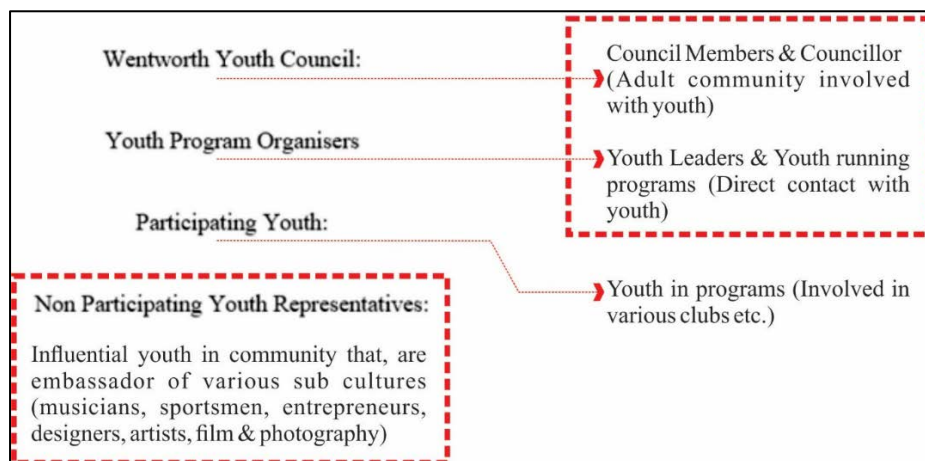 Wentworth Youth Council:
Council Members & Councillor
(Adult community involved
with youth)
Youth Program Organisers
Youth Leaders & Youth running
programs (Direct contact with
youth)
Participating Youth:
Youth in programs (Involved in
various clubs etc.)
Non Participating Youth Representatives:
Influential youth in community that, are
embassador of various sub cultures
(musicians, sportsmen, entrepreneurs,
designers, artists, film & photography)